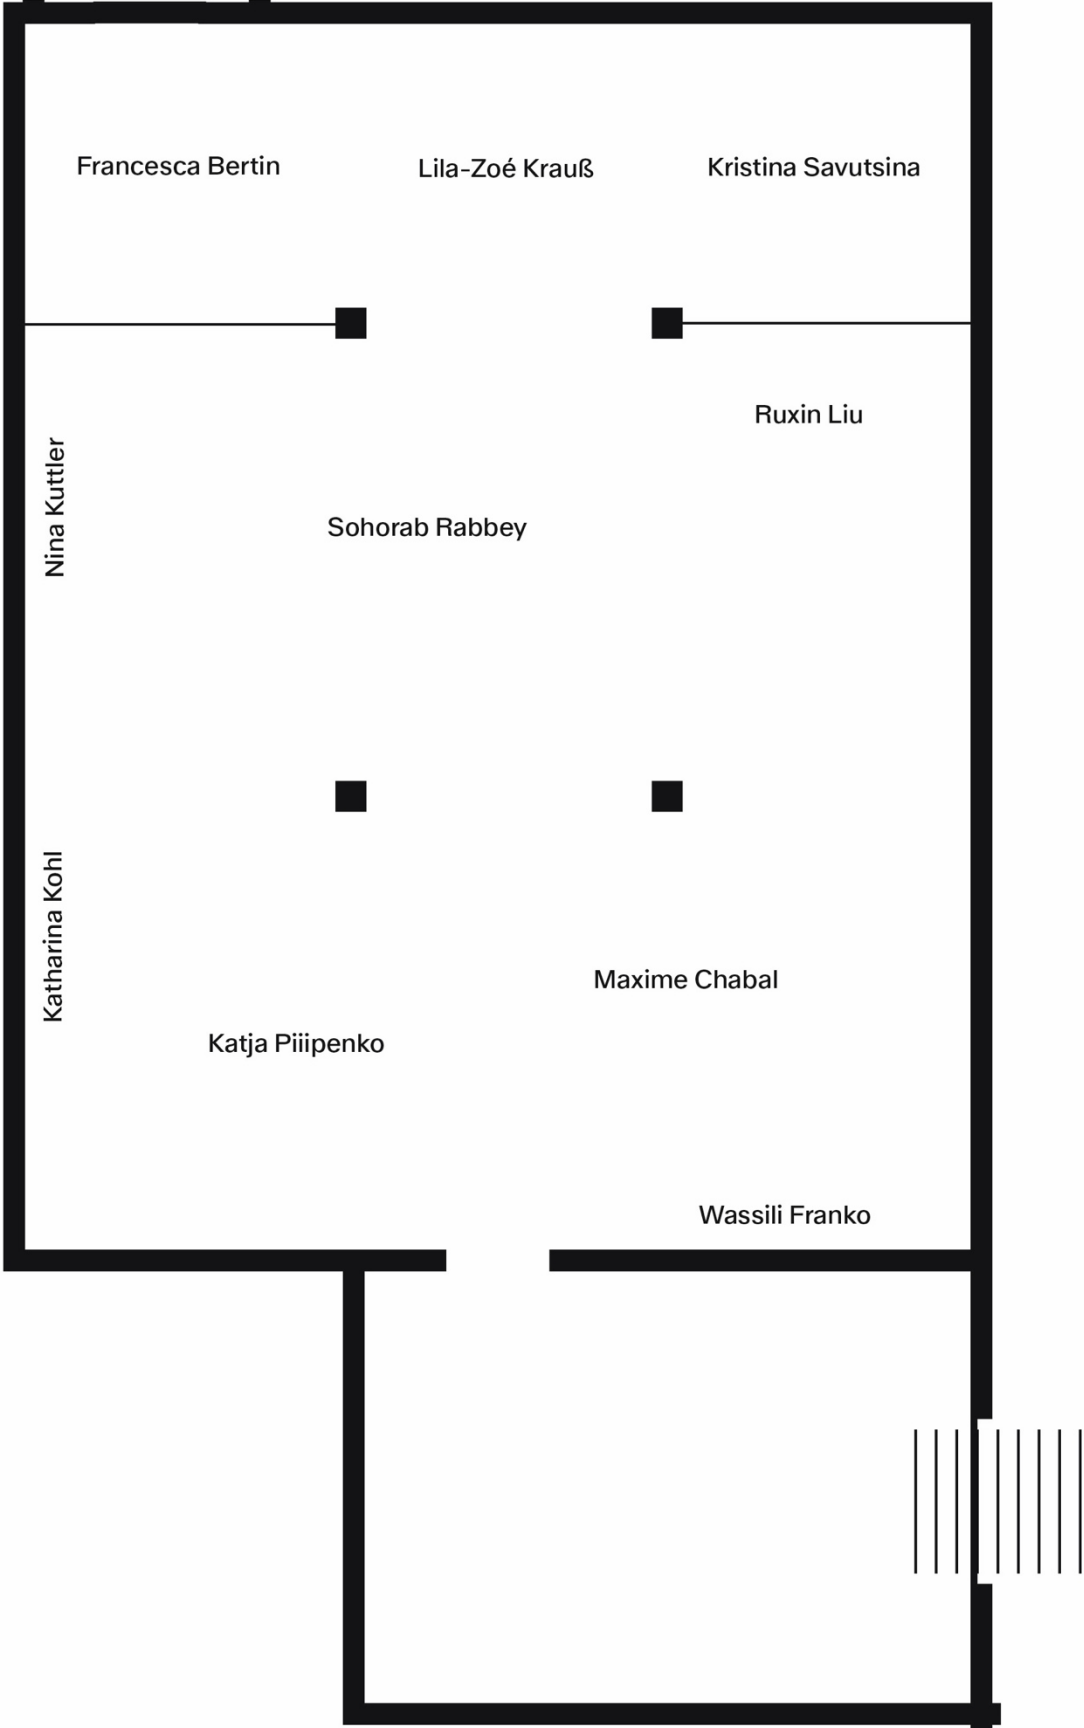 Francesca Bertin
Lila-Zoé Krauß
Kristina Savutsina
Ruxin Liu
Nina Kuttler
Sohorab Rabbey
Katharina Kohl
Maxime Chabal
Katja Piiipenko
Wassili Franko